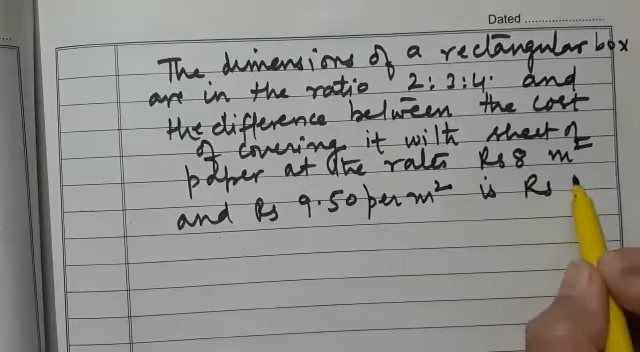 Dated ........................
The dimensions of a rectangular box
are in the ratio 2:3:4. and
the difference between the cost
of covering it with sheet of
paper at the rates Rs 8 m²
and Rs 9.50 per m² is Rs